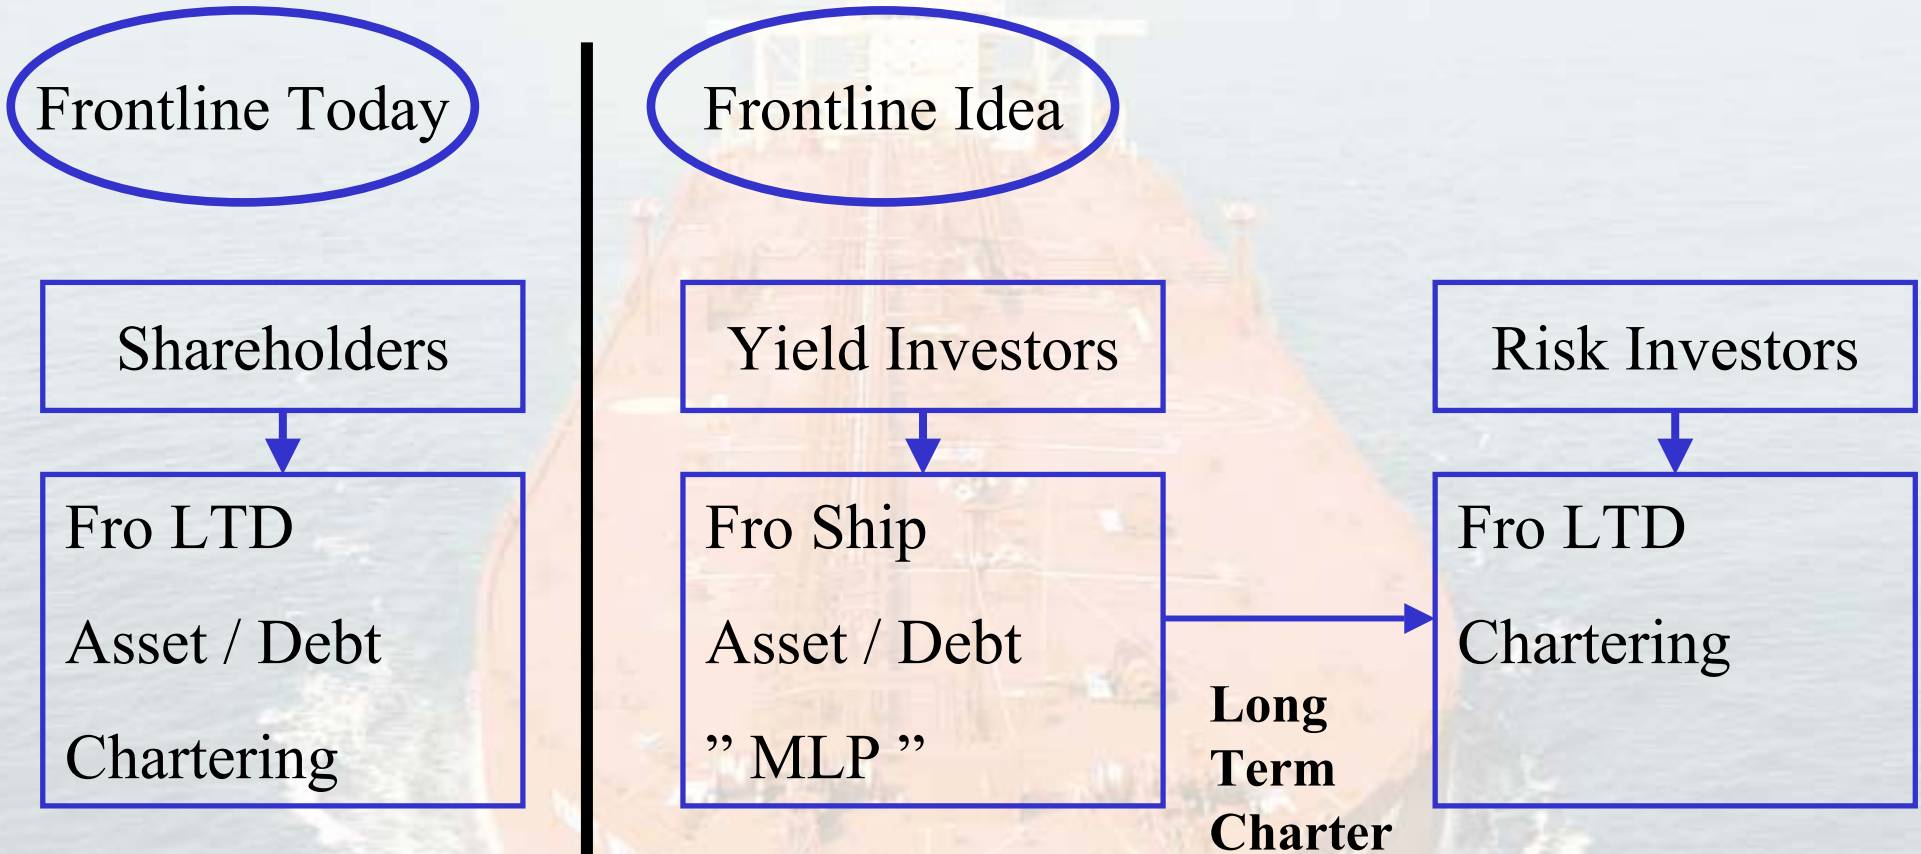 Frontline Today
Frontline Idea
Shareholders
Yield Investors
Risk Investors
Fro LTD
Asset / Debt
Chartering
Fro Ship
Asset / Debt
” MLP ”
Long
Term
Charter
Fro LTD
Chartering